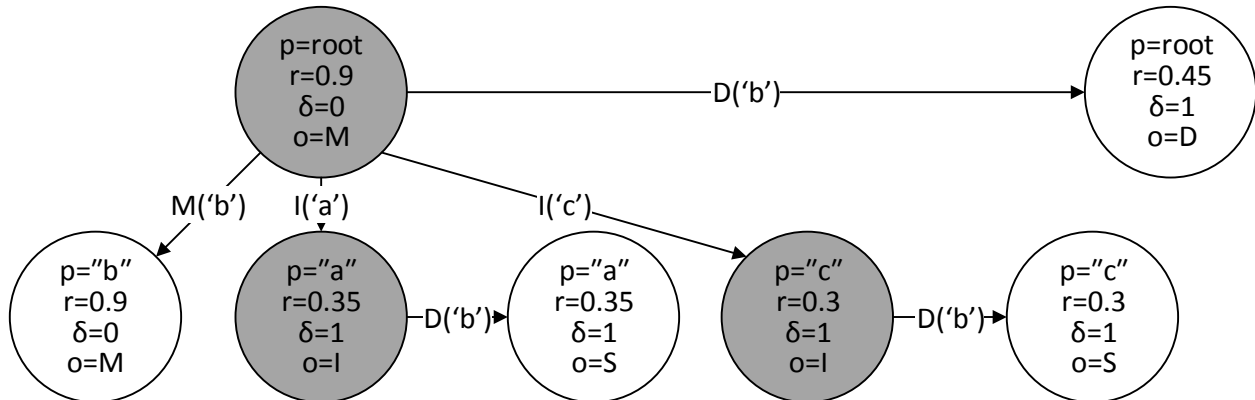 p=root
r=0.9
δ=0
o=M
p=root
r=0.45
δ=1
o=D
D(‘b’)
M(‘b’)
I(‘a’)
I(‘c’)
p=”b”
r=0.9
δ=0
o=M
p=”a”
r=0.35
δ=1
o=I
D(‘b’)
p=”a”
r=0.35
δ=1
o=S
p=”c”
r=0.3
δ=1
o=I
D(‘b’)
p=”c”
r=0.3
δ=1
o=S